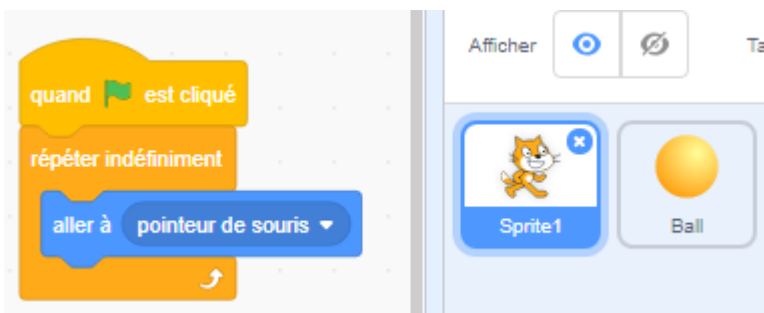 Afficher
quand est cliqué
répéter indéfiniment
aller à pointeur de souris
Sprite1
Ball